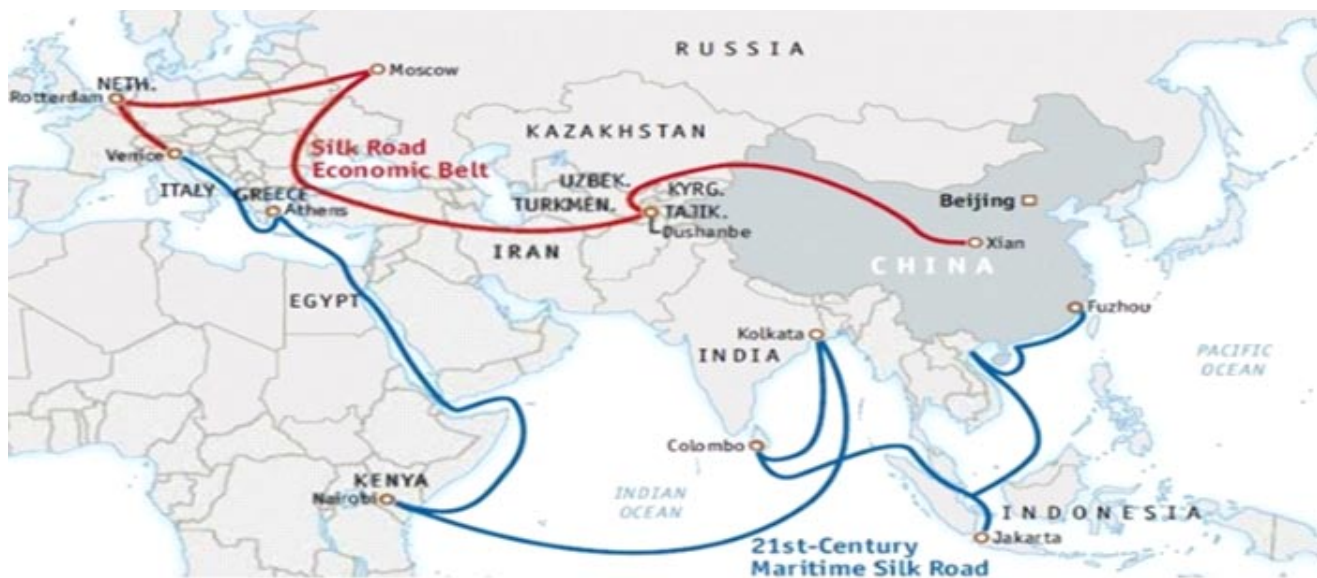 RUSSIA
Moscow
NETH.
Rotterdam
KAZAKHSTAN
Silk Road
Economic Belt
Venice
UZBEK.
KYRG.
ITALY
GREECE
TURKMEN.
TAJIK.
Beijing
Athens
Dushanbe
Xian
IRAN
CHINA
EGYPT
Fuzhou
Kolkata
INDIA
PACIFIC
OCEAN
Colombo
KENYA
Nairobi
INDIAN
OCEAN
INDONESIA
Jakarta
21st-Century
Maritime Silk Road